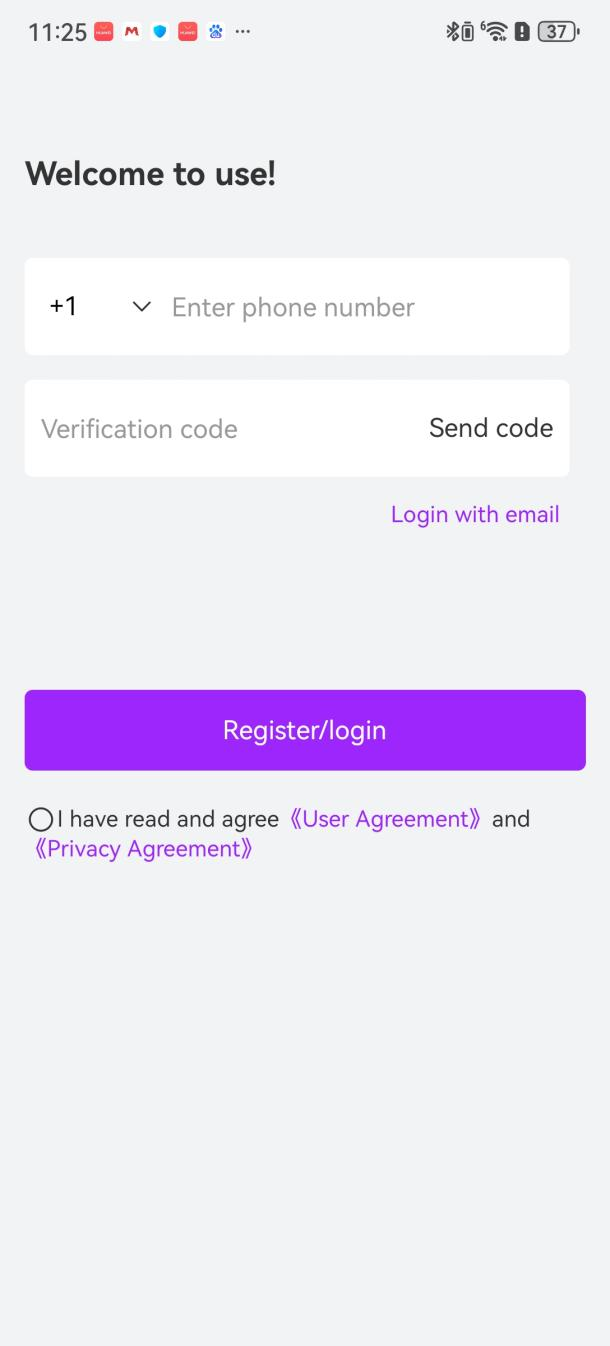 11:25
6
37
Welcome to use!
+1 Enter phone number
Verification code Send code
Login with email
Register/login
I have read and agree 《User Agreement》 and
《Privacy Agreement》